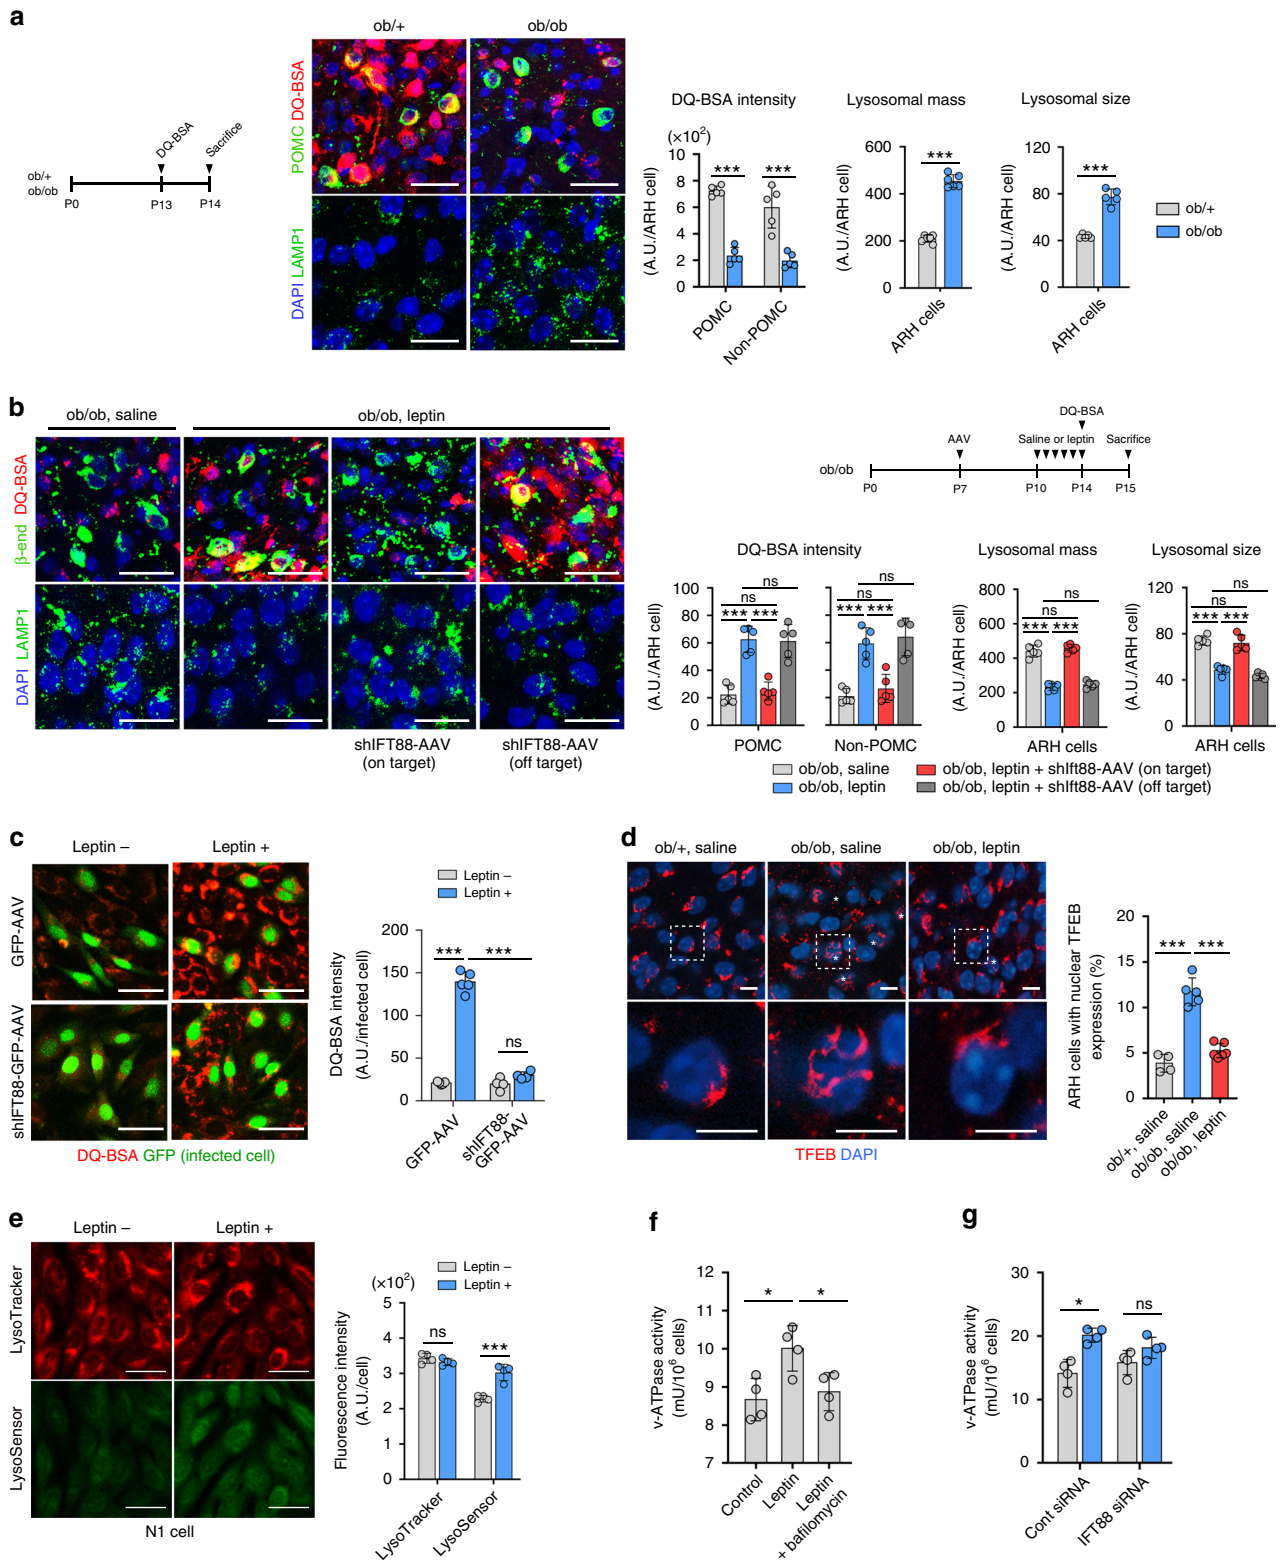 a
ob/+
ob/ob
DQ-BSA
Sacrifice
ob/+
ob/ob
P0
P13
P14
POMC DQ-BSA
DAPI LAMP1
DQ-BSA intensity
(×10²)
(A.U./ARH cell)
10
8
6
4
2
0
***
***
POMC
Non-POMC
Lysosomal mass
(A.U./ARH cell)
600
400
200
0
***
ARH cells
Lysosomal size
(A.U./ARH cell)
120
80
40
0
***
ARH cells
ob/+
ob/ob
b
ob/ob, saline
ob/ob, leptin
β-end DQ-BSA
DAPI LAMP1
shIFT88-AAV
(on target)
shIFT88-AAV
(off target)
DQ-BSA
AAV
Saline or leptin
Sacrifice
ob/ob
P0
P7
P10
P14
P15
DQ-BSA intensity
(A.U./ARH cell)
100
80
60
40
20
0
ns
ns
*** ***
POMC
ns
ns
*** ***
Non-POMC
Lysosomal mass
(A.U./ARH cell)
800
600
400
200
0
ns
ns
*** ***
ARH cells
Lysosomal size
(A.U./ARH cell)
120
80
40
0
ns
ns
*** ***
ARH cells
ob/ob, saline
ob/ob, leptin
ob/ob, leptin + shIft88-AAV (on target)
ob/ob, leptin + shIft88-AAV (off target)
c
Leptin –
Leptin +
GFP-AAV
shIFT88-GFP-AAV
DQ-BSA GFP (infected cell)
Leptin –
Leptin +
DQ-BSA intensity
(A.U./infected cell)
200
150
100
50
0
***
***
ns
GFP-AAV
shIFT88-
GFP-AAV
d
ob/+, saline
ob/ob, saline
ob/ob, leptin
*
*
*
*
*
*
TFEB DAPI
ARH cells with nuclear TFEB
expression (%)
20
15
10
5
0
***
***
ob/+, saline
ob/ob, saline
ob/ob, leptin
e
Leptin –
Leptin +
LysoTracker
LysoSensor
N1 cell
Leptin –
Leptin +
(×10²)
Fluorescence intensity
(A.U./cell)
5
4
3
2
1
0
ns
***
LysoTracker
LysoSensor
f
v-ATPase activity
(mU/10⁶ cells)
12
11
10
9
8
7
*
*
Control
Leptin
Leptin
+ bafilomycin
g
v-ATPase activity
(mU/10⁶ cells)
30
20
10
0
*
ns
Cont siRNA
IFT88 siRNA